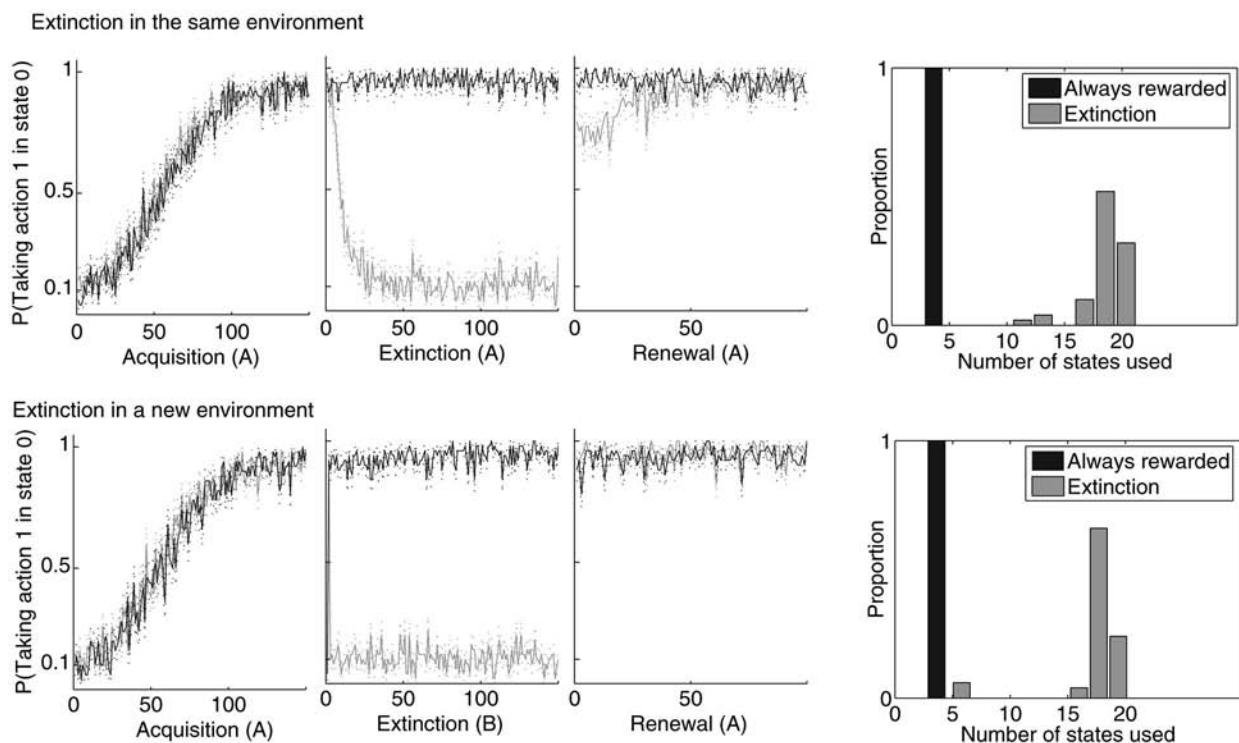 Extinction in the same environment
P(Taking action 1 in state 0)
1
0.5
0.1
0
50
100
Acquisition (A)
0
50
100
Extinction (A)
0
50
Renewal (A)
Proportion
1
0
0
5
10
15
20
Number of states used
Always rewarded
Extinction
Extinction in a new environment
P(Taking action 1 in state 0)
1
0.5
0.1
0
50
100
Acquisition (A)
0
50
100
Extinction (B)
0
50
Renewal (A)
Proportion
1
0
0
5
10
15
20
Number of states used
Always rewarded
Extinction